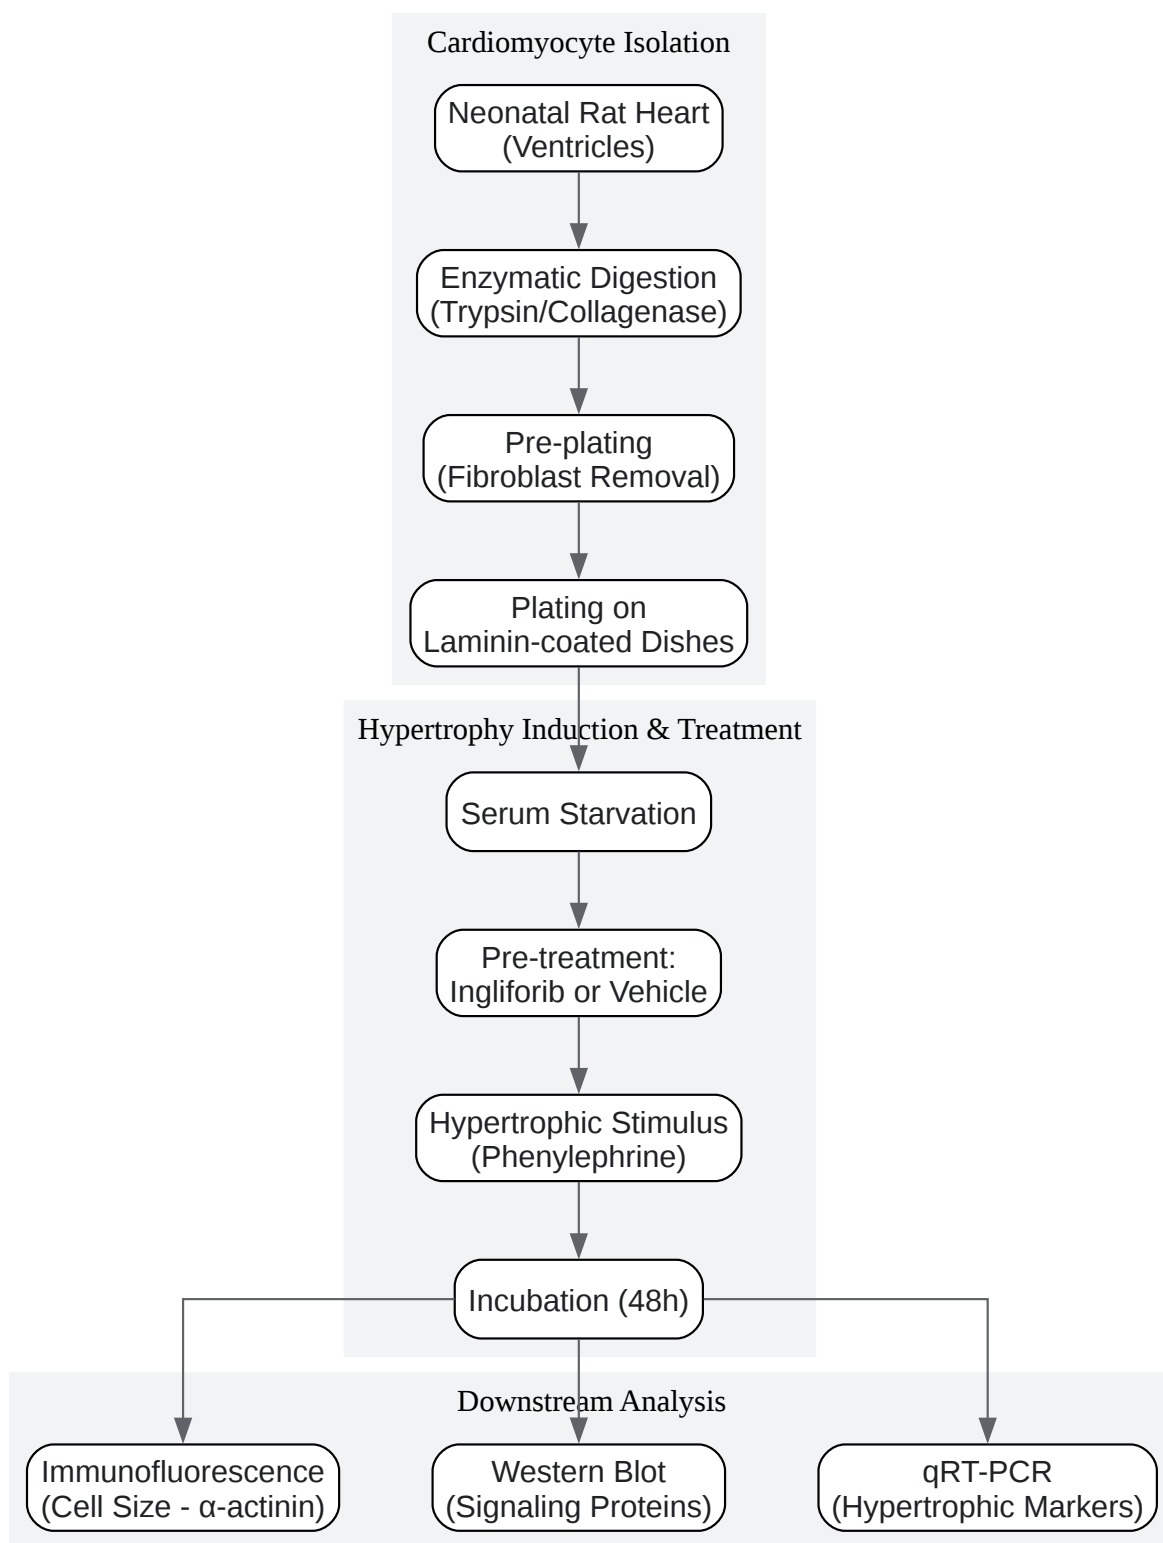 Cardiomyocyte Isolation
Neonatal Rat Heart
(Ventricles)
Enzymatic Digestion
(Trypsin/Collagenase)
Pre-plating
(Fibroblast Removal)
Plating on
Laminin-coated Dishes
Hypertrophy Induction & Treatment
Serum Starvation
Pre-treatment:
Ingliforib or Vehicle
Hypertrophic Stimulus
(Phenylephrine)
Incubation (48h)
Downstream Analysis
Immunofluorescence
(Cell Size - α-actinin)
Western Blot
(Signaling Proteins)
qRT-PCR
(Hypertrophic Markers)